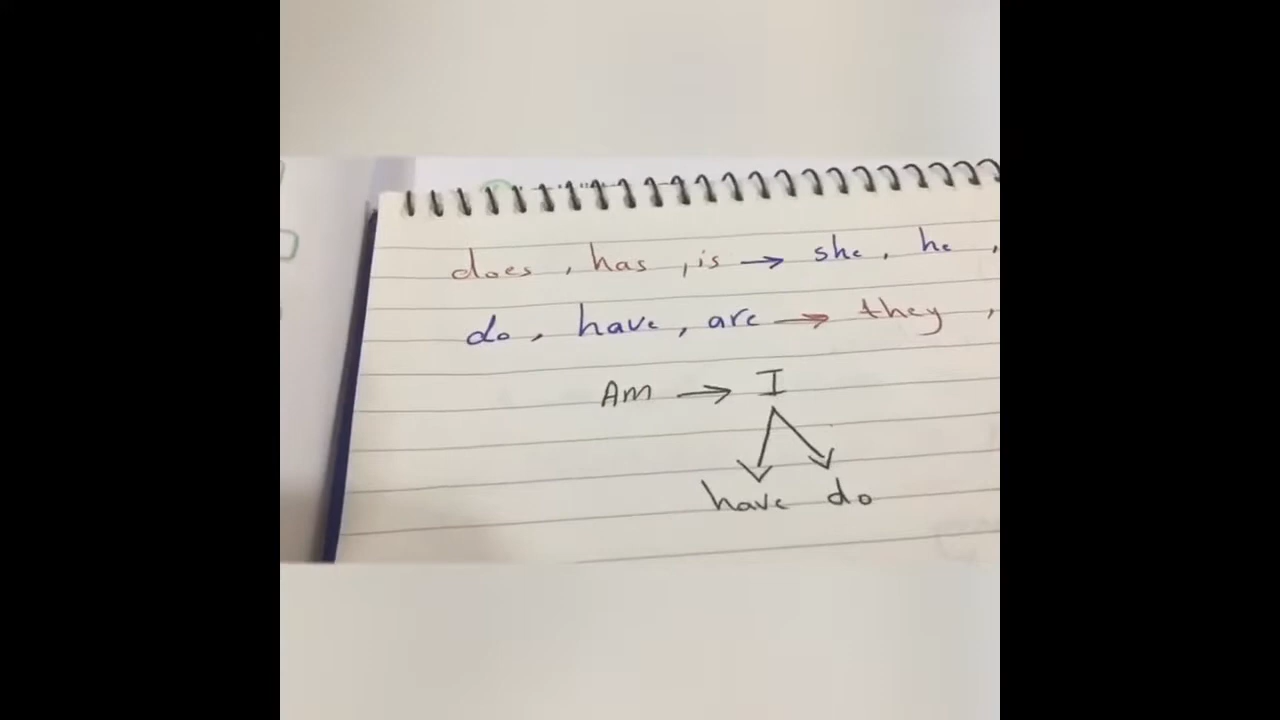 does, has, is → she, he,
do, have, are → they,
Am → I
have do